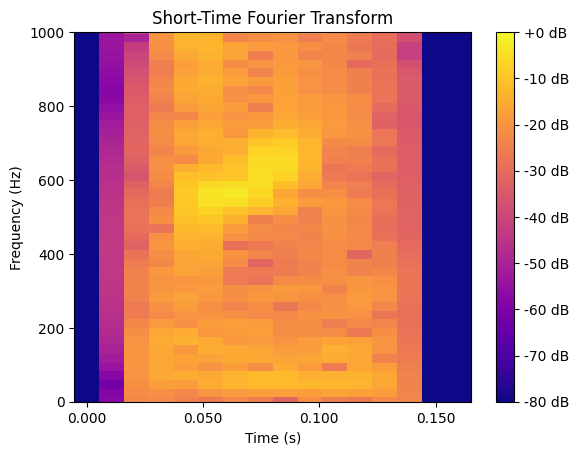 Short-Time Fourier Transform
1000
800
600
400
200
0
Frequency (Hz)
0.000
0.050
0.100
0.150
Time (s)
+0 dB
-10 dB
-20 dB
-30 dB
-40 dB
-50 dB
-60 dB
-70 dB
-80 dB